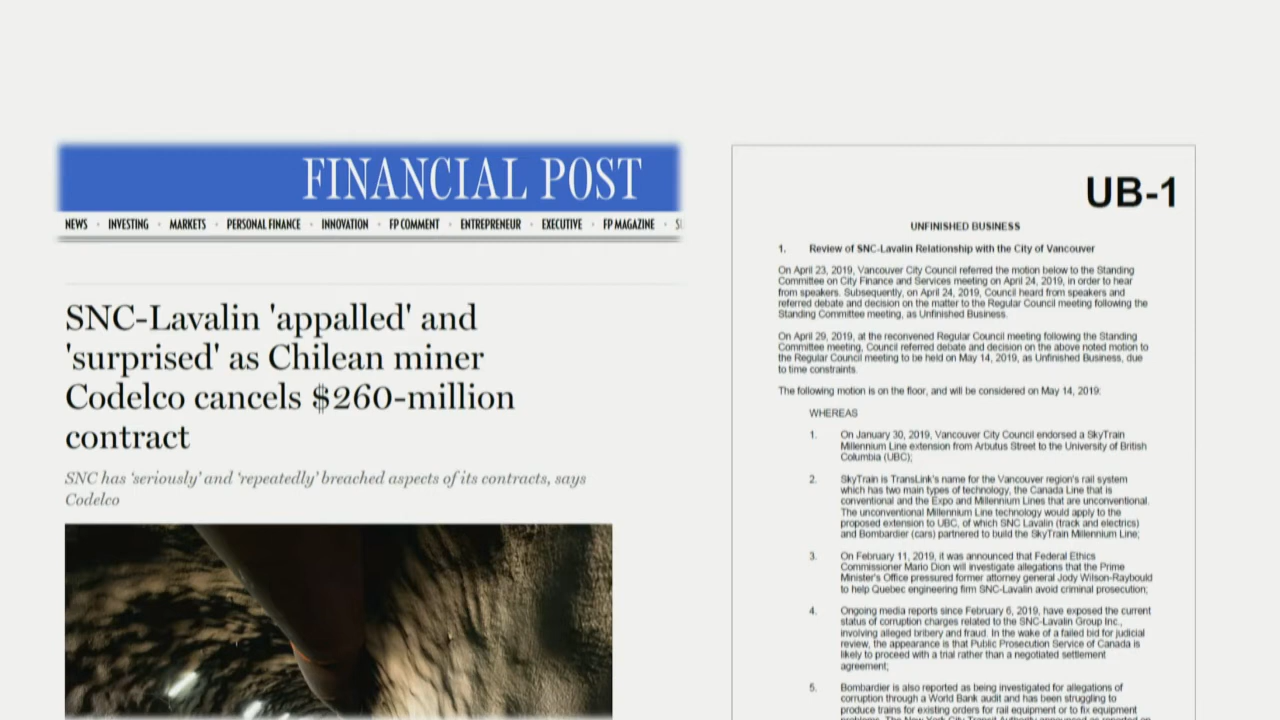 FINANCIAL POST
NEWS · INVESTING · MARKETS · PERSONAL FINANCE · INNOVATION · FP COMMENT · ENTREPRENEUR · EXECUTIVE · FP MAGAZINE ·
SNC-Lavalin 'appalled' and
'surprised' as Chilean miner
Codelco cancels $260-million
contract
SNC has ‘seriously’ and ‘repeatedly’ breached aspects of its contracts, says
Codelco
UB-1
UNFINISHED BUSINESS
1. Review of SNC-Lavalin Relationship with the City of Vancouver
On April 23, 2019, Vancouver City Council referred the motion below to the Standing
Committee on City Finance and Services meeting on April 24, 2019, in order to hear
from speakers. Subsequently, on April 24, 2019, Council heard from speakers and
referred debate and decision on the matter to the Regular Council meeting following the
Standing Committee meeting, as Unfinished Business.
On April 29, 2019, at the reconvened Regular Council meeting following the Standing
Committee meeting, Council referred debate and decision on the above noted motion to
the Regular Council meeting to be held on May 14, 2019, as Unfinished Business, due
to time constraints.
The following motion is on the floor, and will be considered on May 14, 2019:
WHEREAS
1. On January 30, 2019, Vancouver City Council endorsed a SkyTrain
Millennium Line extension from Arbutus Street to the University of British
Columbia (UBC);
2. SkyTrain is TransLink's name for the Vancouver region's rail system
which has two main types of technology, the Canada Line that is
conventional and the Expo and Millennium Lines that are unconventional.
The unconventional Millennium Line technology would apply to the
proposed extension to UBC, of which SNC Lavalin (track and electrics)
and Bombardier (cars) partnered to build the SkyTrain Millennium Line;
3. On February 11, 2019, it was announced that Federal Ethics
Commissioner Mario Dion will investigate allegations that the Prime
Minister's Office pressured former attorney general Jody Wilson-Raybould
to help Quebec engineering firm SNC-Lavalin avoid criminal prosecution;
4. Ongoing media reports since February 6, 2019, have exposed the current
status of corruption charges related to the SNC-Lavalin Group Inc.,
involving alleged bribery and fraud. In the wake of a failed bid for judicial
review, the appearance is that Public Prosecution Service of Canada is
likely to proceed with a trial rather than a negotiated settlement
agreement;
5. Bombardier is also reported as being investigated for allegations of
corruption through a World Bank audit and has been struggling to
produce trains for existing orders for rail equipment or to fix equipment